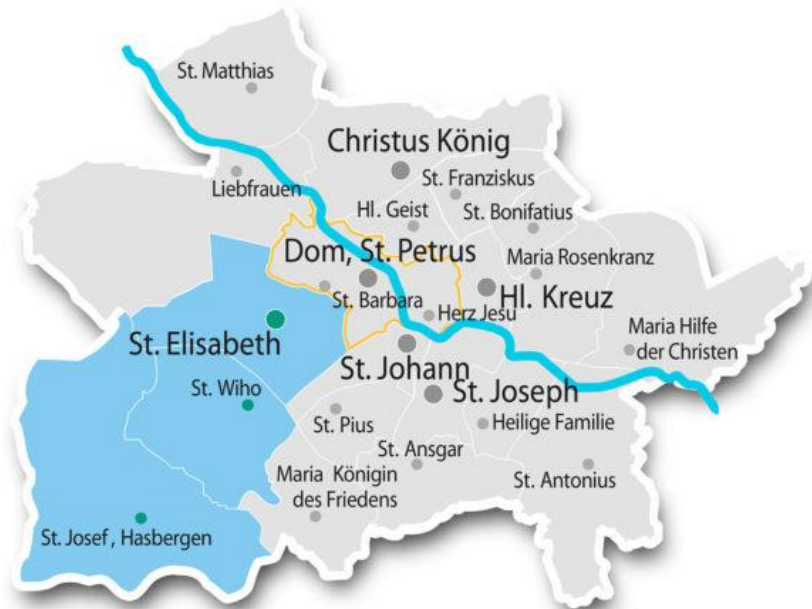 St. Matthias
Christus König
Liebfrauen
St. Franziskus
Hl. Geist
St. Bonifatius
Dom, St. Petrus
Maria Rosenkranz
St. Barbara
Hl. Kreuz
Herz Jesu
St. Elisabeth
Maria Hilfe
der Christen
St. Johann
St. Wiho
St. Joseph
St. Pius
Heilige Familie
St. Ansgar
Maria Königin
des Friedens
St. Antonius
St. Josef, Hasbergen